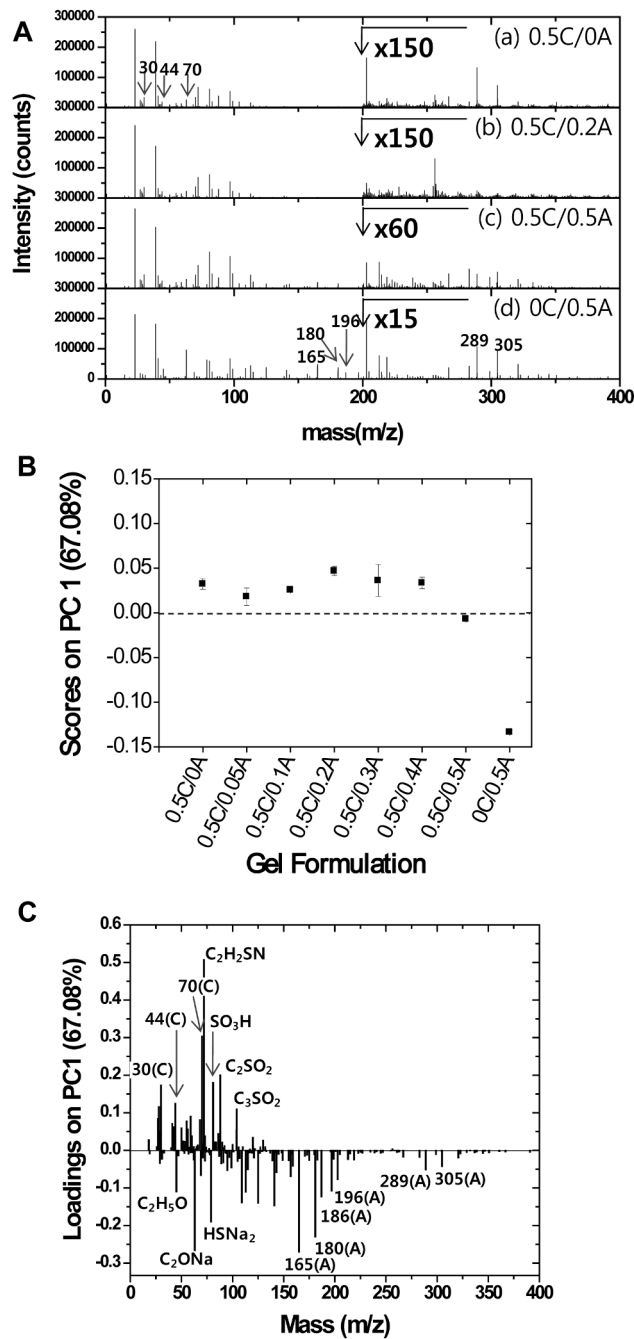 A
300000
200000
100000
300000
200000
100000
300000
200000
100000
300000
200000
100000
0
Intensity (counts)
30 44 70
x150
(a) 0.5C/0A
x150
(b) 0.5C/0.2A
x60
(c) 0.5C/0.5A
x15
(d) 0C/0.5A
196
180
165
289 305
0 100 200 300 400
mass(m/z)
B
Scores on PC 1 (67.08%)
0.15
0.10
0.05
0.00
-0.05
-0.10
-0.15
0.5C/0A
0.5C/0.05A
0.5C/0.1A
0.5C/0.2A
0.5C/0.3A
0.5C/0.4A
0.5C/0.5A
0C/0.5A
Gel Formulation
C
Loadings on PC1 (67.08%)
0.6
0.5
0.4
0.3
0.2
0.1
0.0
-0.1
-0.2
-0.3
C₂H₂SN
70(C)
44(C)
SO₃H
30(C)
C₂SO₂
C₃SO₂
C₂H₅O
HSNa₂
C₂ONa
165(A)
180(A)
186(A)
196(A)
289(A)
305(A)
0 50 100 150 200 250 300 350 400
Mass (m/z)